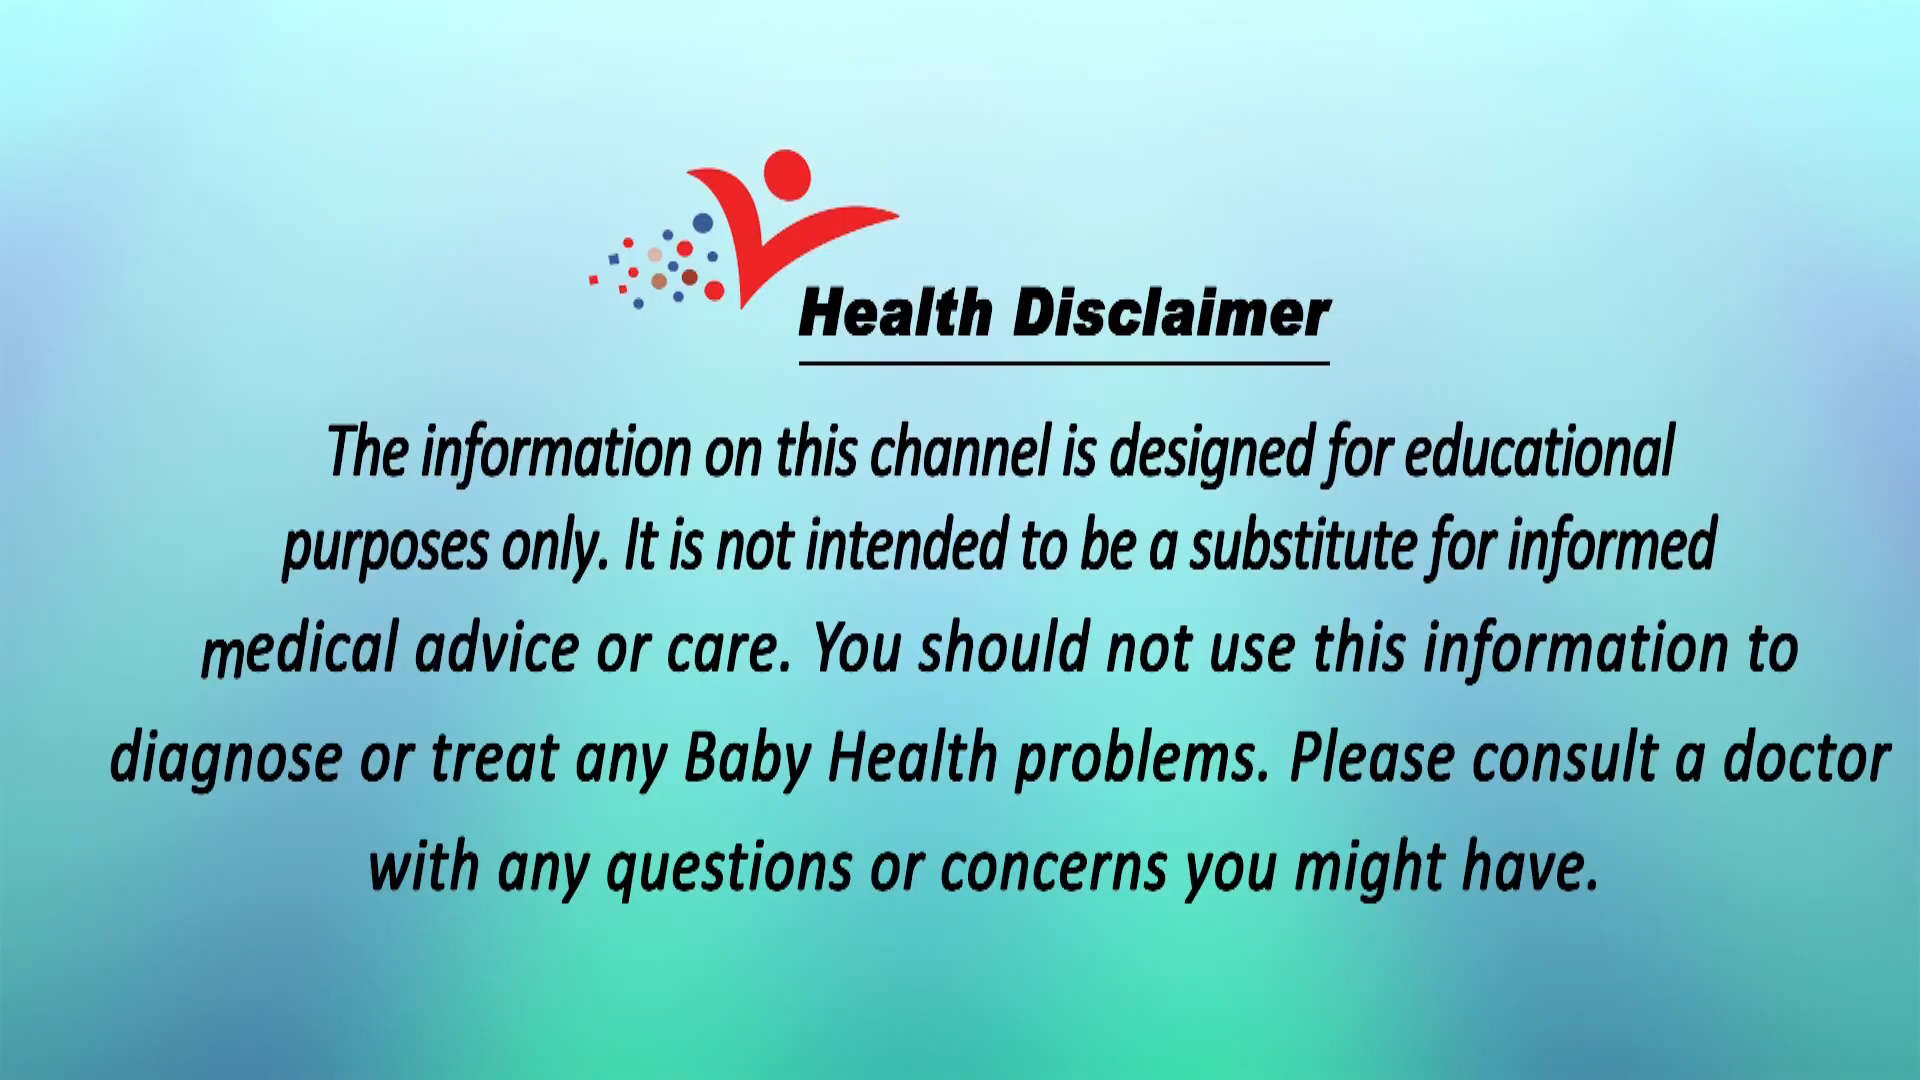 Health Disclaimer
The information on this channel is designed for educational
purposes only. It is not intended to be a substitute for informed
medical advice or care. You should not use this information to
diagnose or treat any Baby Health problems. Please consult a doctor
with any questions or concerns you might have.